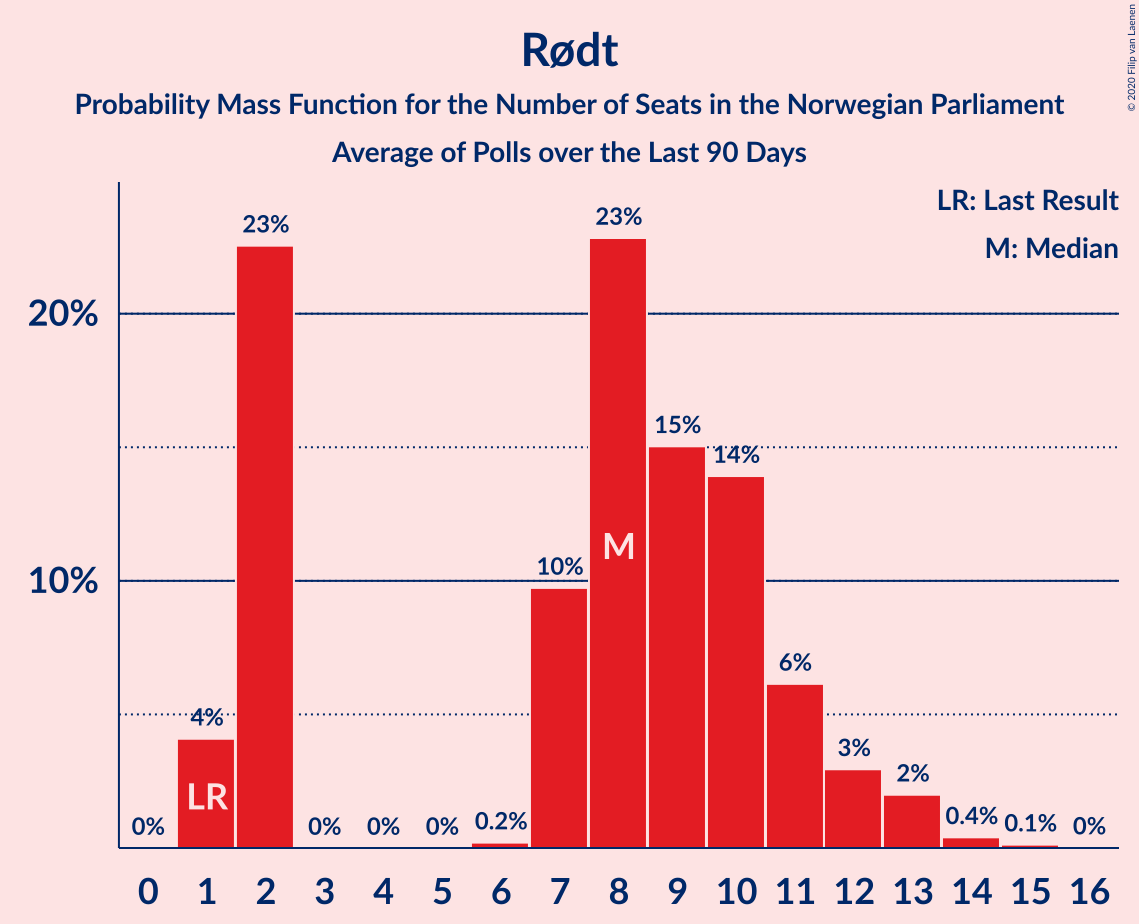 Rødt
Probability Mass Function for the Number of Seats in the Norwegian Parliament
Average of Polls over the Last 90 Days
© 2020 Filip van Laenen
LR: Last Result
M: Median
20%
10%
0%
4%
23%
0%
0%
0%
0.2%
10%
23%
15%
14%
6%
3%
2%
0.4%
0.1%
0%
LR
M
0 1 2 3 4 5 6 7 8 9 10 11 12 13 14 15 16